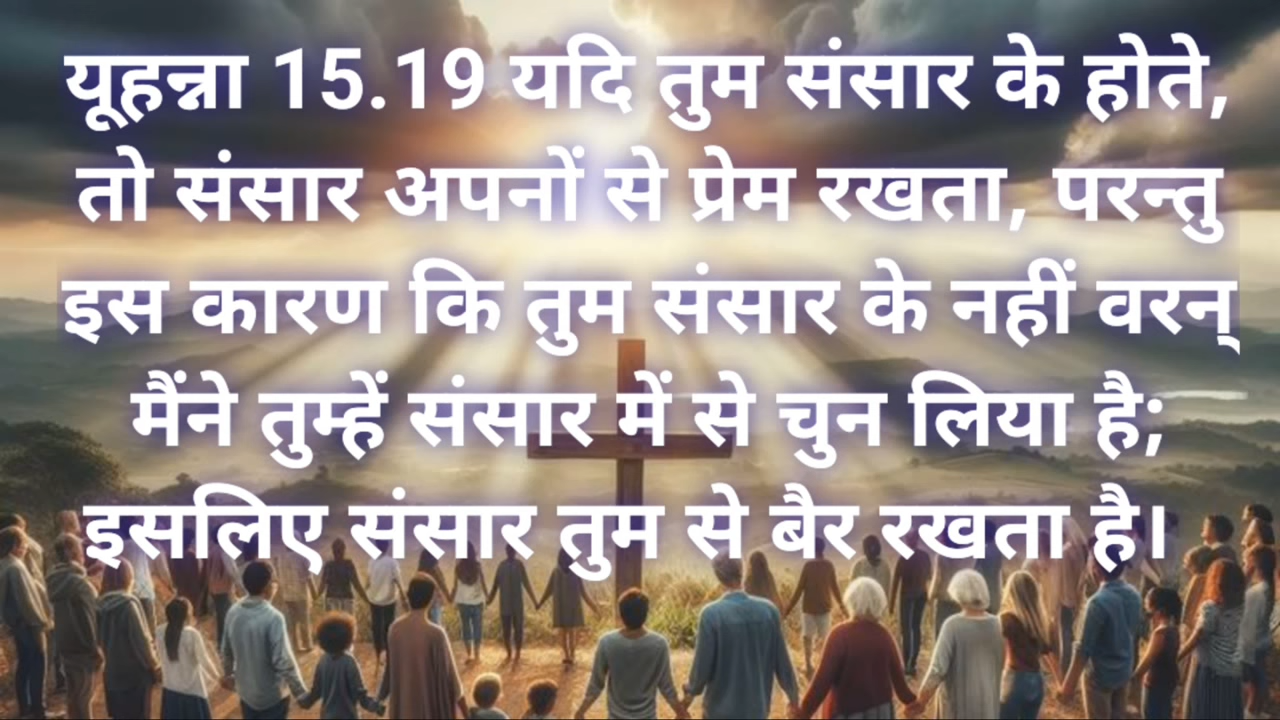 यूहन्ना 15.19 यदि तुम संसार के होते,
तो संसार अपनों से प्रेम रखता, परन्तु
इस कारण कि तुम संसार के नहीं वरन्
मैंने तुम्हें संसार में से चुन लिया है;
इसलिए संसार तुम से बैर रखता है।